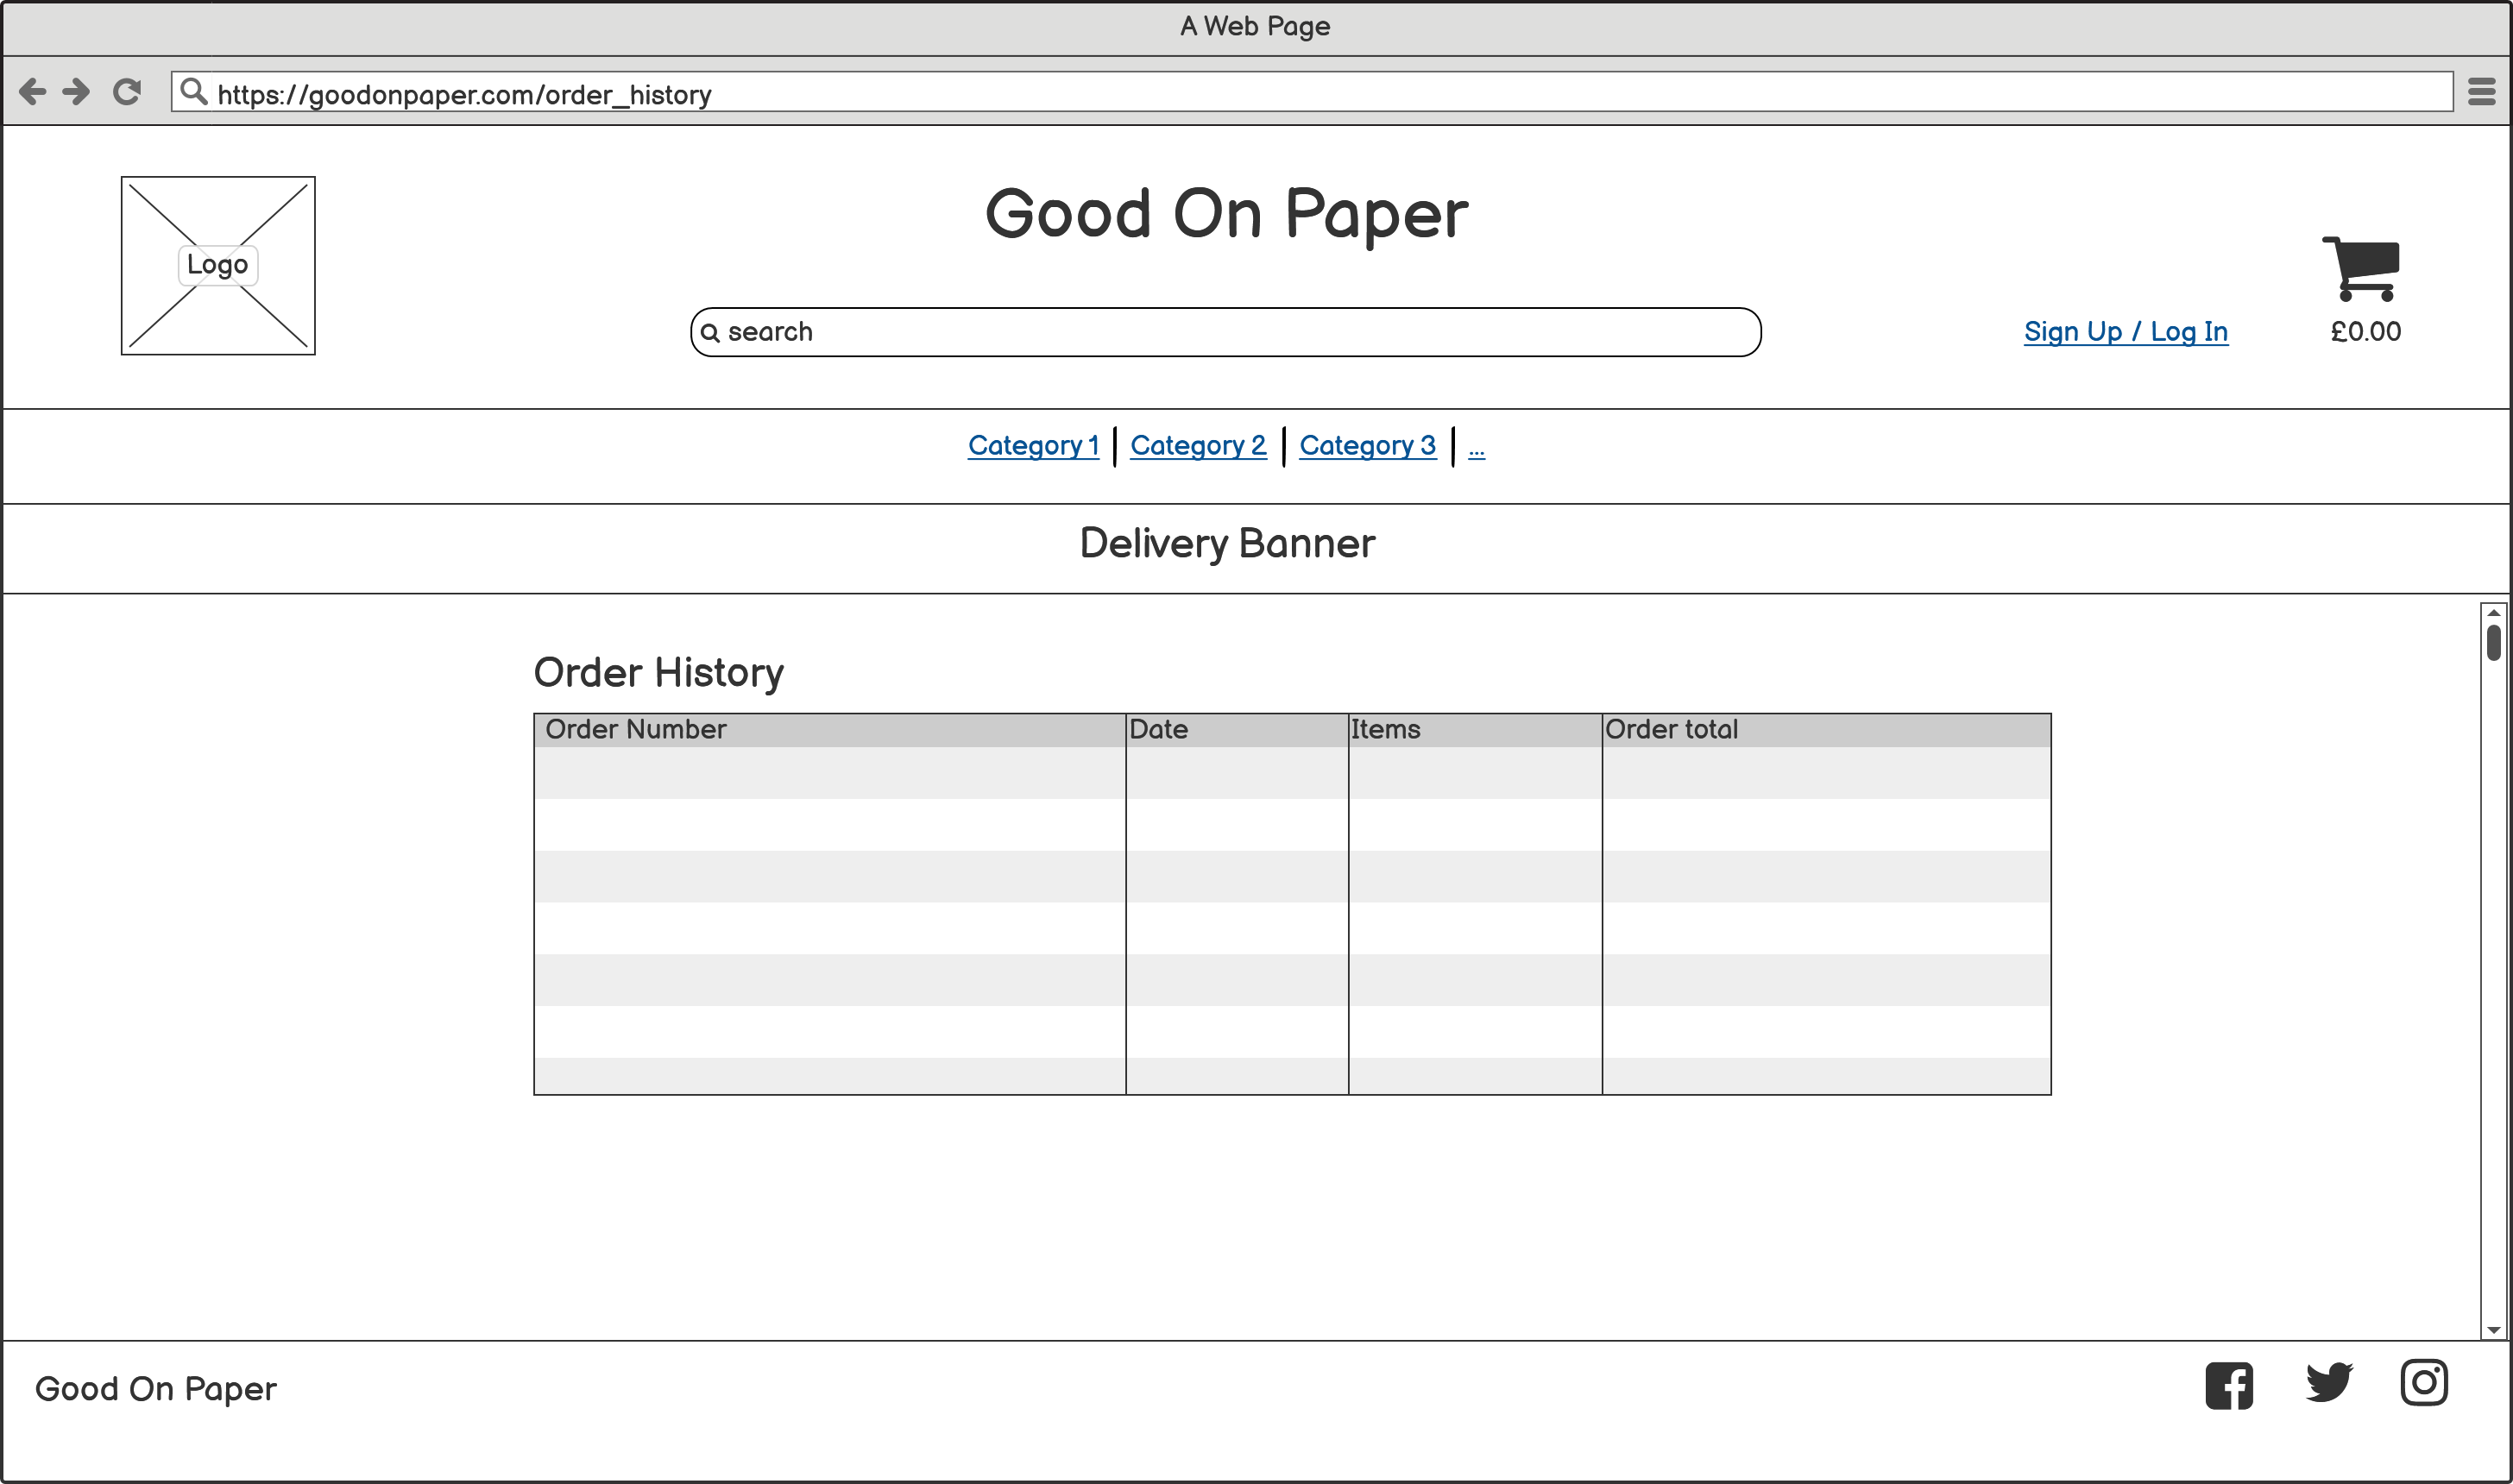 A Web Page
https://goodonpaper.com/order_history
Good On Paper
Logo
search
Sign Up / Log In
£0.00
Category 1
Category 2
Category 3
...
Delivery Banner
Order History
Order Number
Date
Items
Order total
Good On Paper